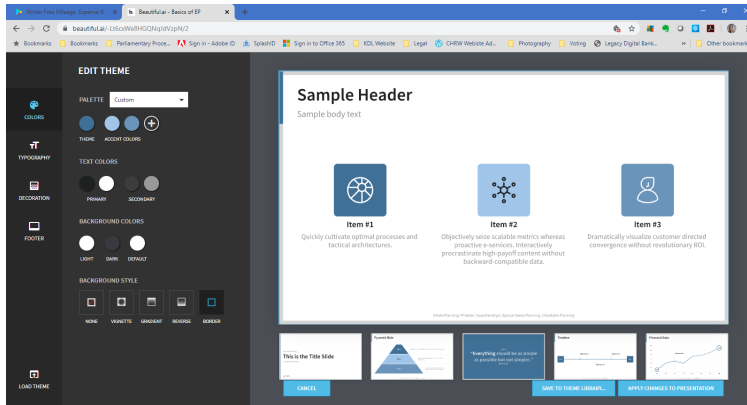 Mileage, Expense &
Beautiful.ai - Basics of EP
beautiful.ai/-Lt6cxWx8HGQNqJdVzpN/2
Bookmarks
Bookmarks
Parliamentary Proce...
Sign in - Adobe ID
SplashID
Sign in to Office 365
KDL Website
Legal
CHRW Webiste Ad...
Photography
Voting
Legacy Digital Bank...
Other bookmark
EDIT THEME
PALETTE Custom
THEME ACCENT COLORS
TEXT COLORS
PRIMARY SECONDARY
BACKGROUND COLORS
LIGHT DARK DEFAULT
BACKGROUND STYLE
NONE VIGNETTE GRADIENT REVERSE BORDER
COLORS
TYPOGRAPHY
DECORATION
FOOTER
LOAD THEME
Sample Header
Sample body text
Item #1
Quickly cultivate optimal processes and
tactical architectures.
Item #2
Objectively seize scalable metrics whereas
proactive e-services. Interactively
procrastinate high-payoff content without
backward-compatible data.
Item #3
Dramatically visualize customer directed
convergence without revolutionary ROI.
This is the Title Slide
Pyramid Slide
"Everything should be as simple
as possible but not simpler."
Timeline
Financial Data
CANCEL
SAVE TO THEME LIBRARY...
APPLY CHANGES TO PRESENTATION